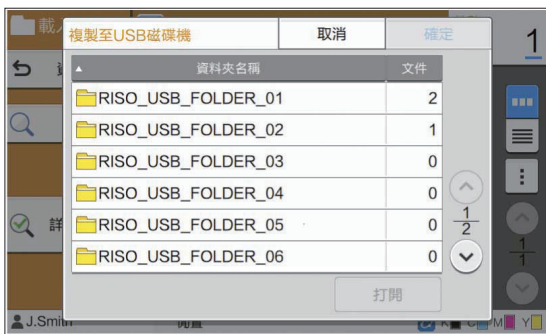 載
複製至USB磁碟機 取消 確定
1
資料夾名稱 文件
RISO_USB_FOLDER_01 2
RISO_USB_FOLDER_02 1
RISO_USB_FOLDER_03 0
RISO_USB_FOLDER_04 0
詳
RISO_USB_FOLDER_05 0
1
2
RISO_USB_FOLDER_06 0
1
1
打開
J.Smith K C M Y